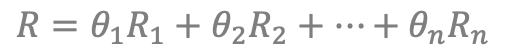 R = θ₁R₁ + θ₂R₂ + ⋯ + θₙRₙ